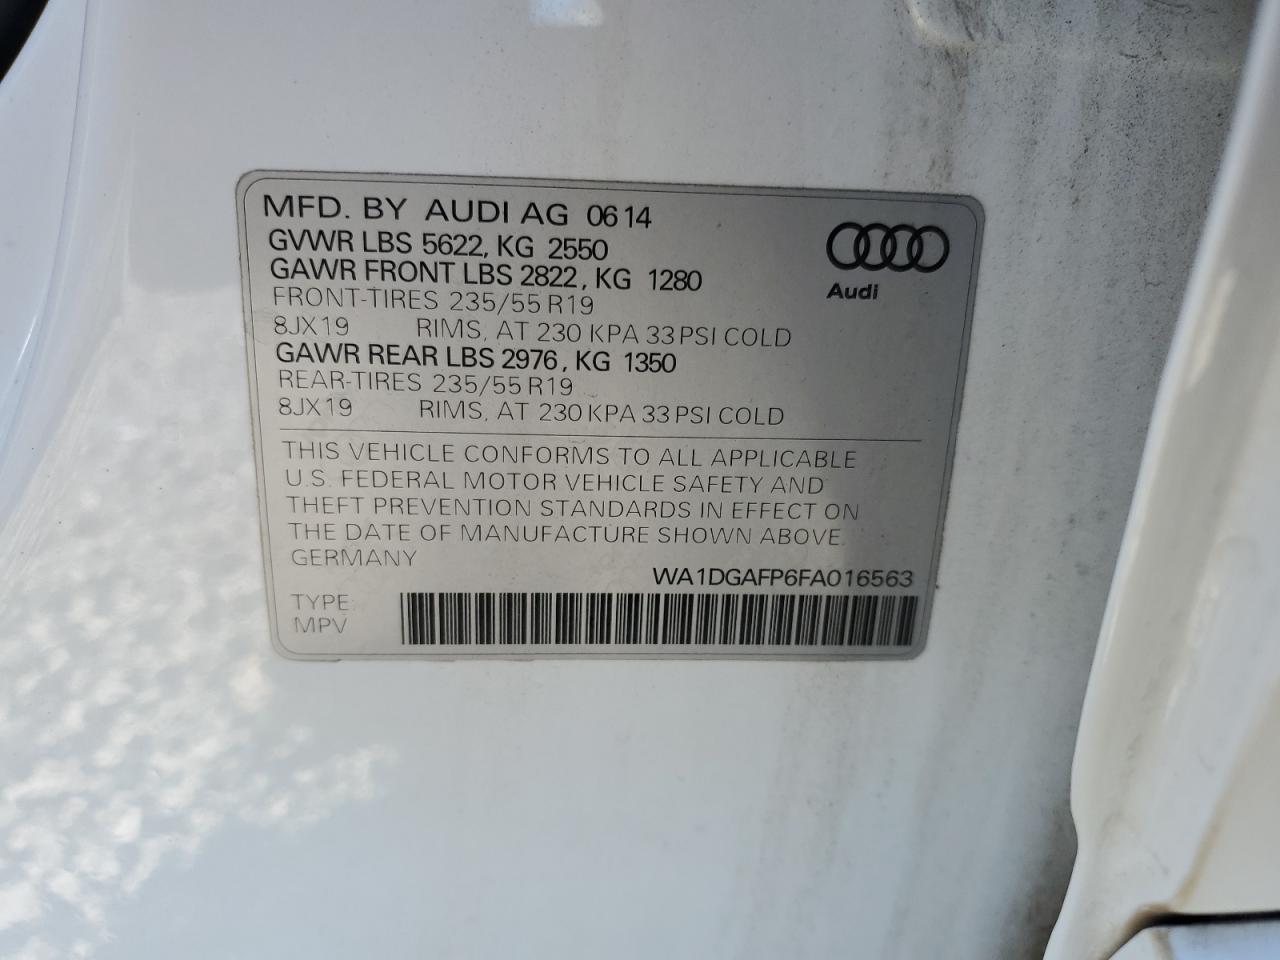 MFD. BY AUDI AG 0614
GVWR LBS 5622, KG 2550
GAWR FRONT LBS 2822, KG 1280
FRONT-TIRES 235/55 R19
8JX19 RIMS, AT 230 KPA 33 PSI COLD
GAWR REAR LBS 2976, KG 1350
REAR-TIRES 235/55 R19
8JX19 RIMS, AT 230 KPA 33 PSI COLD
Audi
THIS VEHICLE CONFORMS TO ALL APPLICABLE
U.S. FEDERAL MOTOR VEHICLE SAFETY AND
THEFT PREVENTION STANDARDS IN EFFECT ON
THE DATE OF MANUFACTURE SHOWN ABOVE.
GERMANY
WA1DGAFP6FA016563
TYPE:
MPV